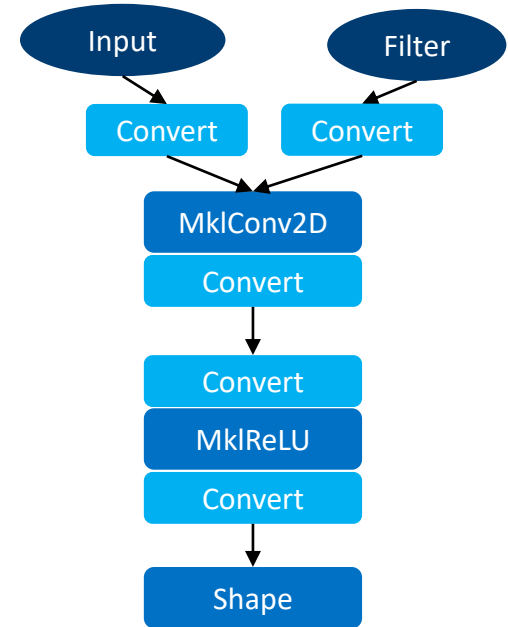 Input
Filter
Convert
Convert
MklConv2D
Convert
Convert
MklReLU
Convert
Shape